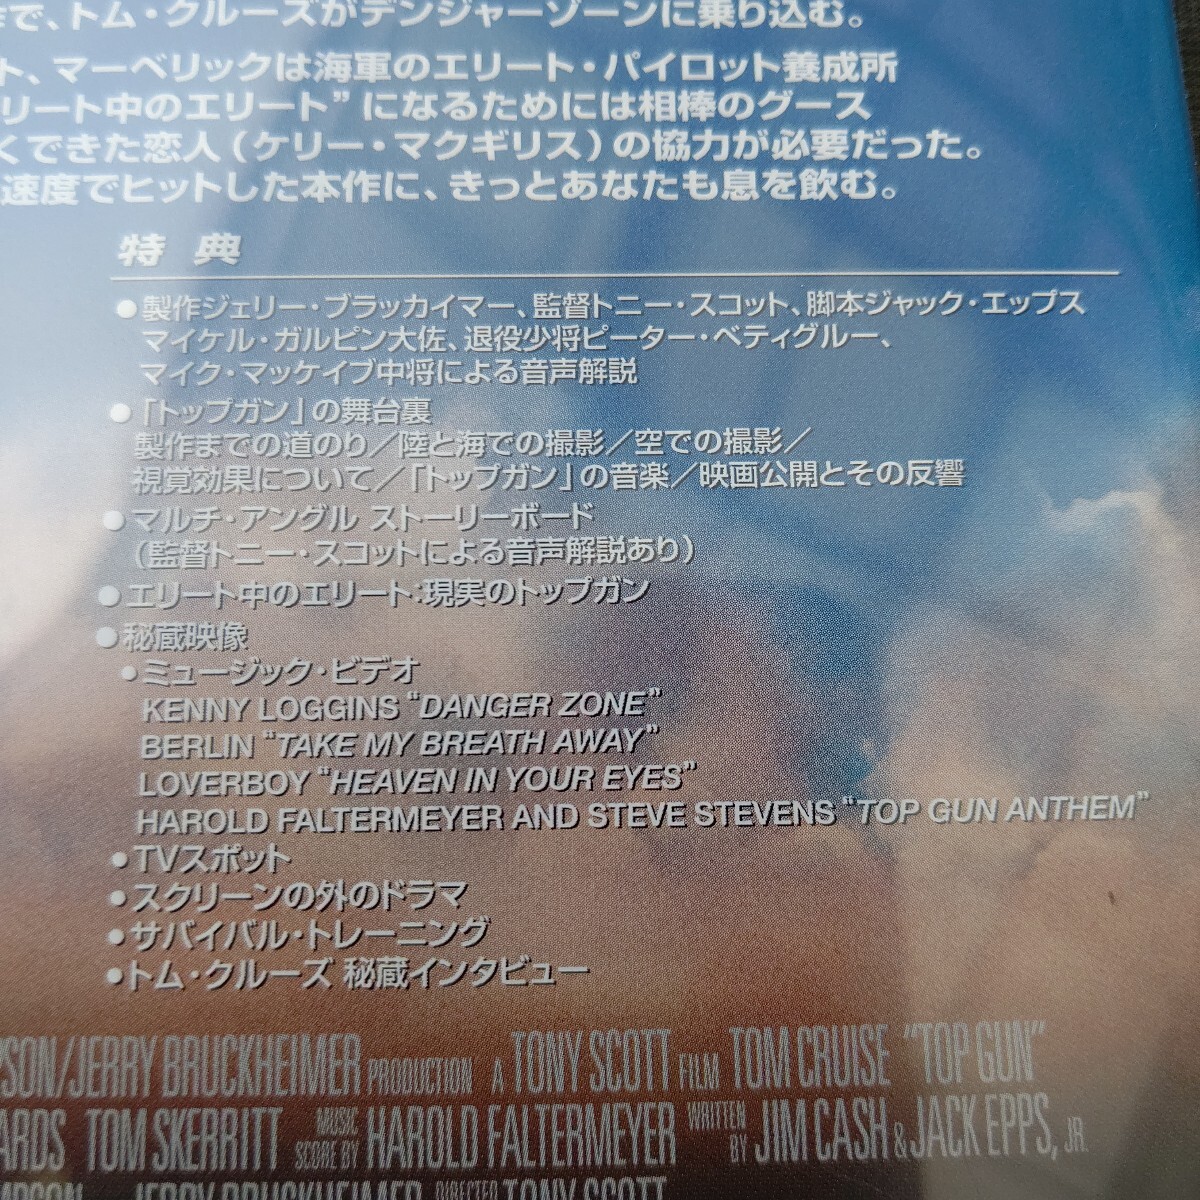 で、トム・クルーズがデンジャーゾーンに乗り込む。
ト、マーベリックは海軍のエリート・パイロット養成所
リート中のエリート”になるためには相棒のグース
くできた恋人(ケリー・マクギリス)の協力が必要だった。
速度でヒットした本作に、きっとあなたも息を飲む。
特 典
●製作ジェリー・ブラッカイマー、監督トニー・スコット、脚本ジャック・エップス
マイケル・ガルピン大佐、退役少将ピーター・ペティグルー、
マイク・マッケイブ中将による音声解説
●「トップガン」の舞台裏
製作までの道のり/陸と海での撮影/空での撮影/
視覚効果について/「トップガン」の音楽/映画公開とその反響
●マルチ・アングル ストーリーボード
(監督トニー・スコットによる音声解説あり)
●エリート中のエリート:現実のトップガン
●秘蔵映像
•ミュージック・ビデオ
KENNY LOGGINS “DANGER ZONE”
BERLIN “TAKE MY BREATH AWAY”
LOVERBOY “HEAVEN IN YOUR EYES”
HAROLD FALTERMEYER AND STEVE STEVENS “TOP GUN ANTHEM”
•TVスポット
•スクリーンの外のドラマ
•サバイバル・トレーニング
•トム・クルーズ 秘蔵インタビュー
PSON/JERRY BRUCKHEIMER PRODUCTION A TONY SCOTT FILM TOM CRUISE “TOP GUN”
ARDS TOM SKERRITT MUSIC SCORE BY HAROLD FALTERMEYER WRITTEN BY JIM CASH & JACK EPPS, JR.
JERRY BRUCKHEIMER DIRECTED TONY SCOTT